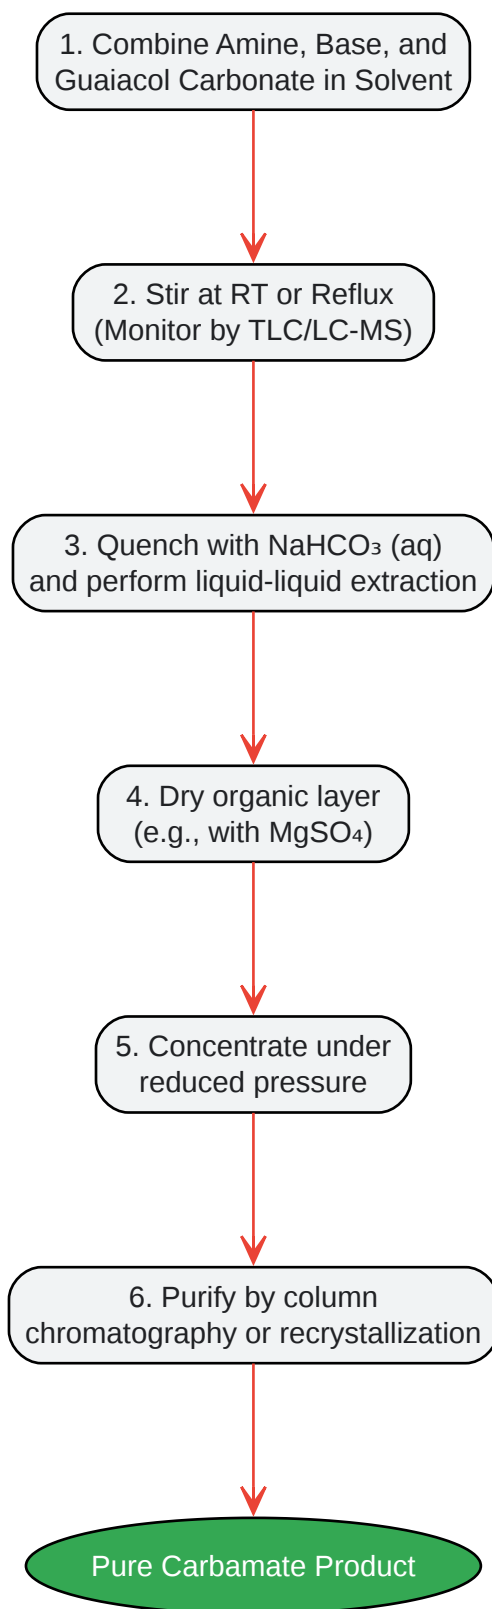 1. Combine Amine, Base, and
Guaiacol Carbonate in Solvent
2. Stir at RT or Reflux
(Monitor by TLC/LC-MS)
3. Quench with NaHCO₃ (aq)
and perform liquid-liquid extraction
4. Dry organic layer
(e.g., with MgSO₄)
5. Concentrate under
reduced pressure
6. Purify by column
chromatography or recrystallization
Pure Carbamate Product